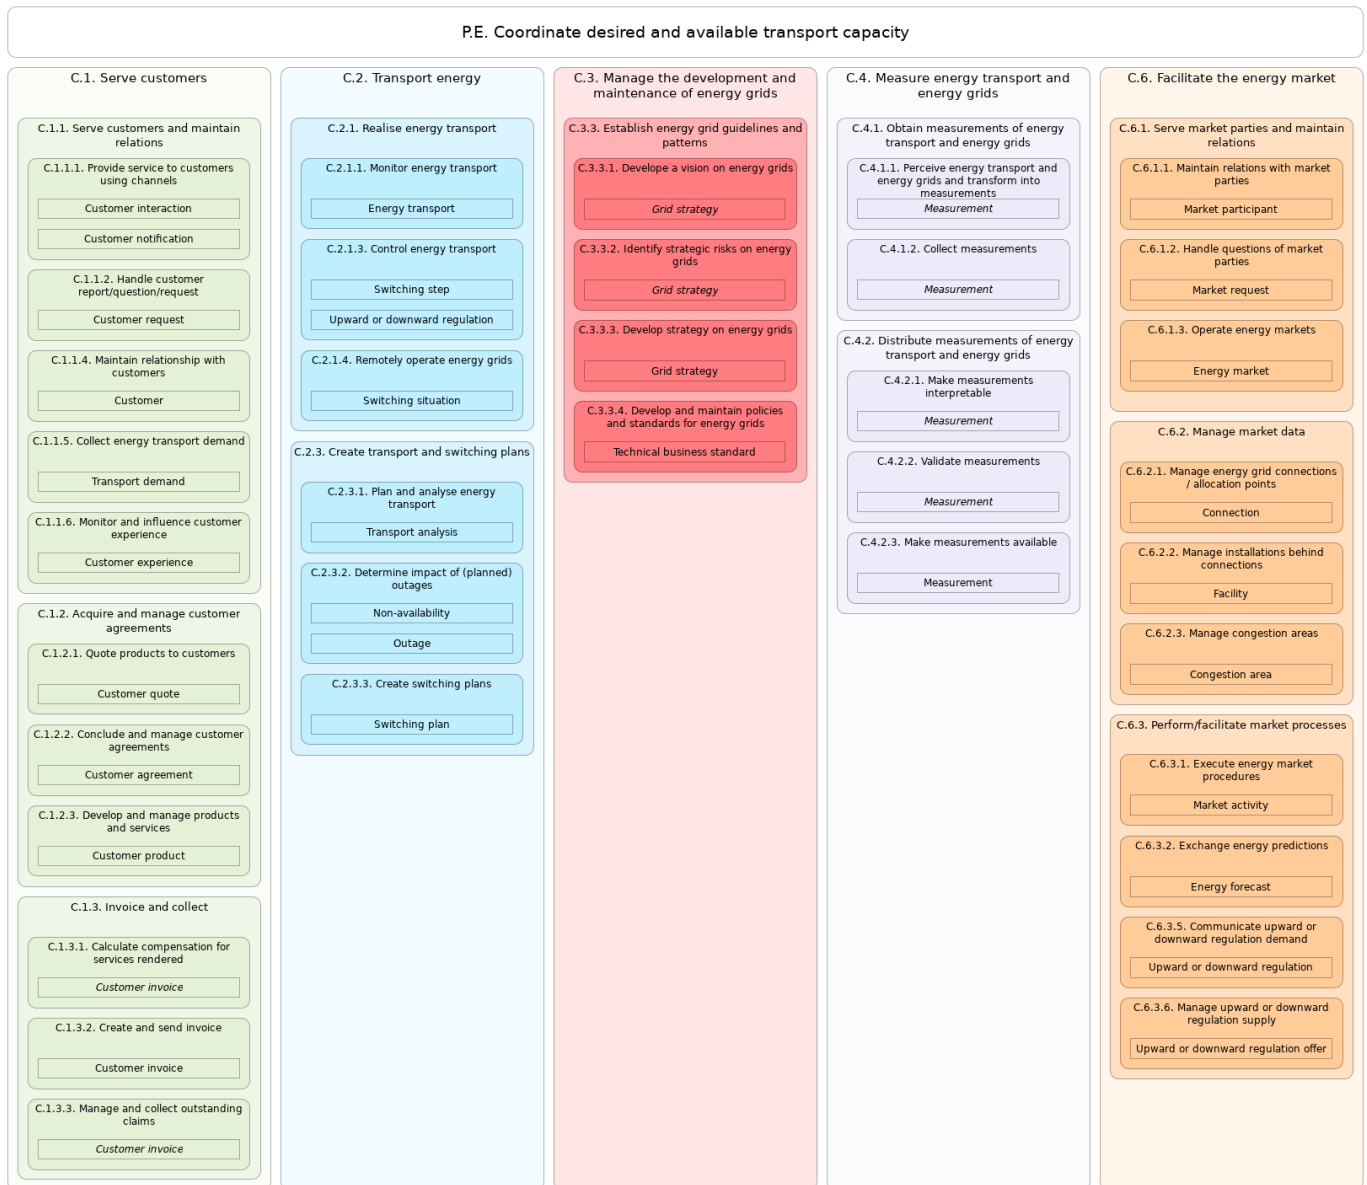 P.E. Coordinate desired and available transport capacity
C.1. Serve customers
C.1.1. Serve customers and maintain
relations
C.1.1.1. Provide service to customers
using channels
Customer interaction
Customer notification
C.1.1.2. Handle customer
report/question/request
Customer request
C.1.1.4. Maintain relationship with
customers
Customer
C.1.1.5. Collect energy transport demand
Transport demand
C.1.1.6. Monitor and influence customer
experience
Customer experience
C.1.2. Acquire and manage customer
agreements
C.1.2.1. Quote products to customers
Customer quote
C.1.2.2. Conclude and manage customer
agreements
Customer agreement
C.1.2.3. Develop and manage products
and services
Customer product
C.1.3. Invoice and collect
C.1.3.1. Calculate compensation for
services rendered
Customer invoice
C.1.3.2. Create and send invoice
Customer invoice
C.1.3.3. Manage and collect outstanding
claims
Customer invoice
C.2. Transport energy
C.2.1. Realise energy transport
C.2.1.1. Monitor energy transport
Energy transport
C.2.1.3. Control energy transport
Switching step
Upward or downward regulation
C.2.1.4. Remotely operate energy grids
Switching situation
C.2.3. Create transport and switching plans
C.2.3.1. Plan and analyse energy
transport
Transport analysis
C.2.3.2. Determine impact of (planned)
outages
Non-availability
Outage
C.2.3.3. Create switching plans
Switching plan
C.3. Manage the development and
maintenance of energy grids
C.3.3. Establish energy grid guidelines and
patterns
C.3.3.1. Develope a vision on energy grids
Grid strategy
C.3.3.2. Identify strategic risks on energy
grids
Grid strategy
C.3.3.3. Develop strategy on energy grids
Grid strategy
C.3.3.4. Develop and maintain policies
and standards for energy grids
Technical business standard
C.4. Measure energy transport and
energy grids
C.4.1. Obtain measurements of energy
transport and energy grids
C.4.1.1. Perceive energy transport and
energy grids and transform into
measurements
Measurement
C.4.1.2. Collect measurements
Measurement
C.4.2. Distribute measurements of energy
transport and energy grids
C.4.2.1. Make measurements
interpretable
Measurement
C.4.2.2. Validate measurements
Measurement
C.4.2.3. Make measurements available
Measurement
C.6. Facilitate the energy market
C.6.1. Serve market parties and maintain
relations
C.6.1.1. Maintain relations with market
parties
Market participant
C.6.1.2. Handle questions of market
parties
Market request
C.6.1.3. Operate energy markets
Energy market
C.6.2. Manage market data
C.6.2.1. Manage energy grid connections
/ allocation points
Connection
C.6.2.2. Manage installations behind
connections
Facility
C.6.2.3. Manage congestion areas
Congestion area
C.6.3. Perform/facilitate market processes
C.6.3.1. Execute energy market
procedures
Market activity
C.6.3.2. Exchange energy predictions
Energy forecast
C.6.3.5. Communicate upward or
downward regulation demand
Upward or downward regulation
C.6.3.6. Manage upward or downward
regulation supply
Upward or downward regulation offer